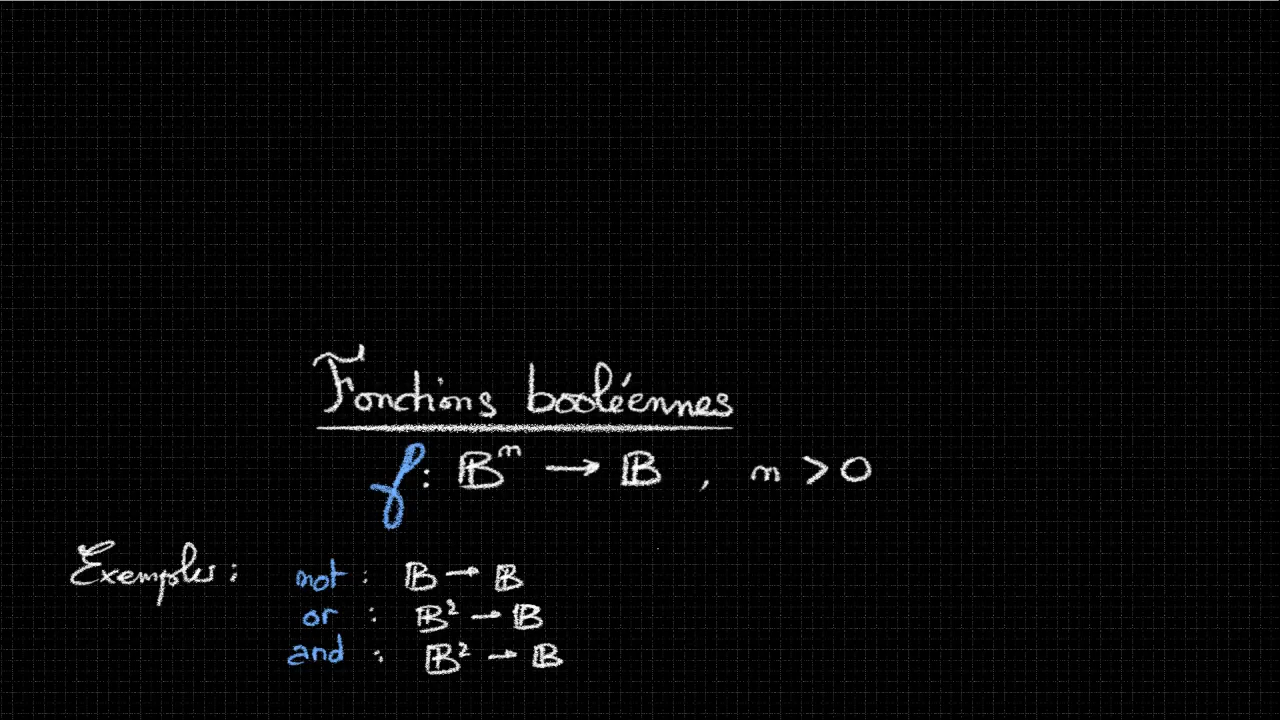 Fonctions booléennes
f : 𝔹ⁿ → 𝔹 , n > 0
Exemples : not : 𝔹 → 𝔹
or : 𝔹² → 𝔹
and : 𝔹² → 𝔹